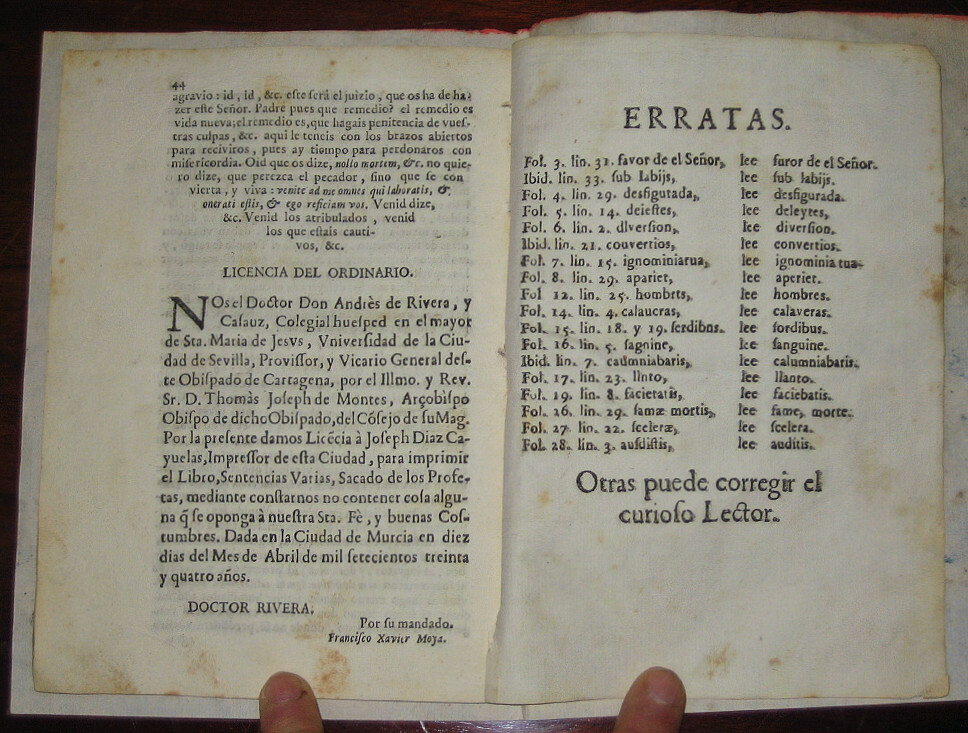 44
agravio : id , id , &c. eſte ſerá el juizio , que os ha de ha-
zer eſte Señor. Padre pues que remedio? el remedio es
vida nueva; el remedio es, que hagais penitencia de vueſ-
tras culpas , &c. aqui le teneis con los brazos abiertos
para reciviros , pues ay tiempo para perdonaros con
miſericordia. Oid que os dize, nollo mortem, &c. no quie-
ro dize, que perezca el pecador , ſino que ſe con
vierta , y viva : venite ad me omnes qui laboratis, &
onerati eſtis, & ego reficiam vos. Venid dize,
&c. Venid los atribulados , venid
los que eſtais cauti-
vos, &c.
LICENCIA DEL ORDINARIO.
NOs el Doctor Don Andrès de Rivera, y
Caſauz, Colegial hueſped en el mayor
de Sta. Maria de Jesvs , Vniverſidad de la Ciu-
dad de Sevilla, Proviſſor, y Vicario General deſ-
te Obiſpado de Cartagena, por el Illmo. y Rev.
Sr. D. Thomàs Joſeph de Montes, Arçobiſpo
Obiſpo de dicho Obiſpado, del Cóſejo de ſu Mag.
Por la preſente damos Licẽcia à Joſeph Diaz Ca-
yuelas, Impreſſor de eſta Ciudad , para imprimir
el Libro, Sentencias Varias, Sacado de los Profe-
tas, mediante conſtarnos no contener coſa algu-
na q̃ ſe oponga à nueſtra Sta. Fè , y buenas Coſ-
tumbres. Dada en la Ciudad de Murcia en diez
dias del Mes de Abril de mil ſetecientos treinta
y quatro años.
DOCTOR RIVERA.
Por ſu mandado.
Franciſco Xavier Moya.
ERRATAS.
Fol. 3. lin. 31. favor de el Señor, lee furor de el Señor.
Ibid. lin. 33. ſub labijs, lee ſub labijs.
Fol. 4. lin. 29. desfigutada, lee desfigurada.
Fol. 5. lin. 14. deieftes, lee deleytes,
Fol. 6. lin. 2. dlverſion, lee diverſion.
Ibid. lin. 21. couvertios, lee convertios.
Fol. 7. lin. 15. ignominiatua, lee ignominia tua.
Fol. 8. lin. 29. apariet, lee aperiet.
Fol 12. lin. 25. hombrts, lee hombres.
Fol. 14. lin. 4. calaucras, lee calaveras.
Fol. 15. lin. 18. y 19. ſerdibus. lee ſordibus.
Fol. 16. lin. 5. ſagnine, lee ſanguine.
Ibid. lin. 7. cadmniabaris, lee calumniabaris.
Fol. 17. lin. 23. llnto, lee llanto.
Fol. 19. lin. 8. facietatis, lee faciebatis.
Fol. 26. lin. 29. famæ mortis, lee fame, morte.
Fol. 27. lin. 22. ſceleræ, lee ſcelera.
Fol. 28. lin. 3. auſdiſtis, lee auditis.
Otras puede corregir el
curioſo Lector.